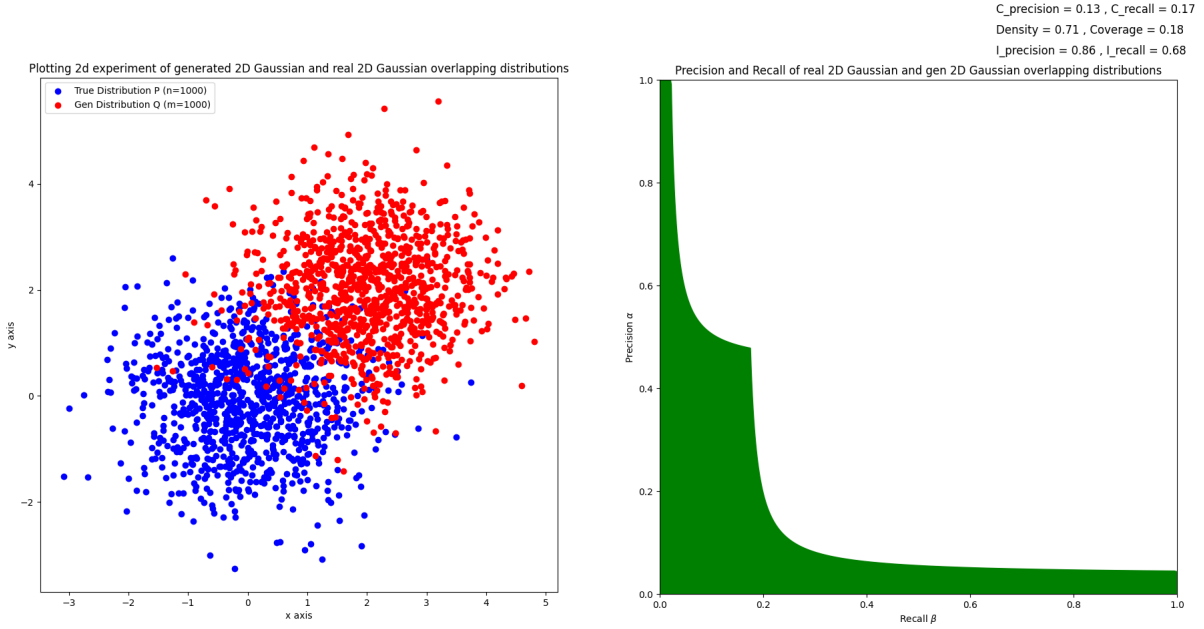 C_precision = 0.13 , C_recall = 0.17
Density = 0.71 , Coverage = 0.18
I_precision = 0.86 , I_recall = 0.68
Plotting 2d experiment of generated 2D Gaussian and real 2D Gaussian overlapping distributions
True Distribution P (n=1000)
Gen Distribution Q (m=1000)
y axis
4
2
0
−2
−3 −2 −1 0 1 2 3 4 5
x axis
Precision and Recall of real 2D Gaussian and gen 2D Gaussian overlapping distributions
Precision α
1.0
0.8
0.6
0.4
0.2
0.0
0.0 0.2 0.4 0.6 0.8 1.0
Recall β